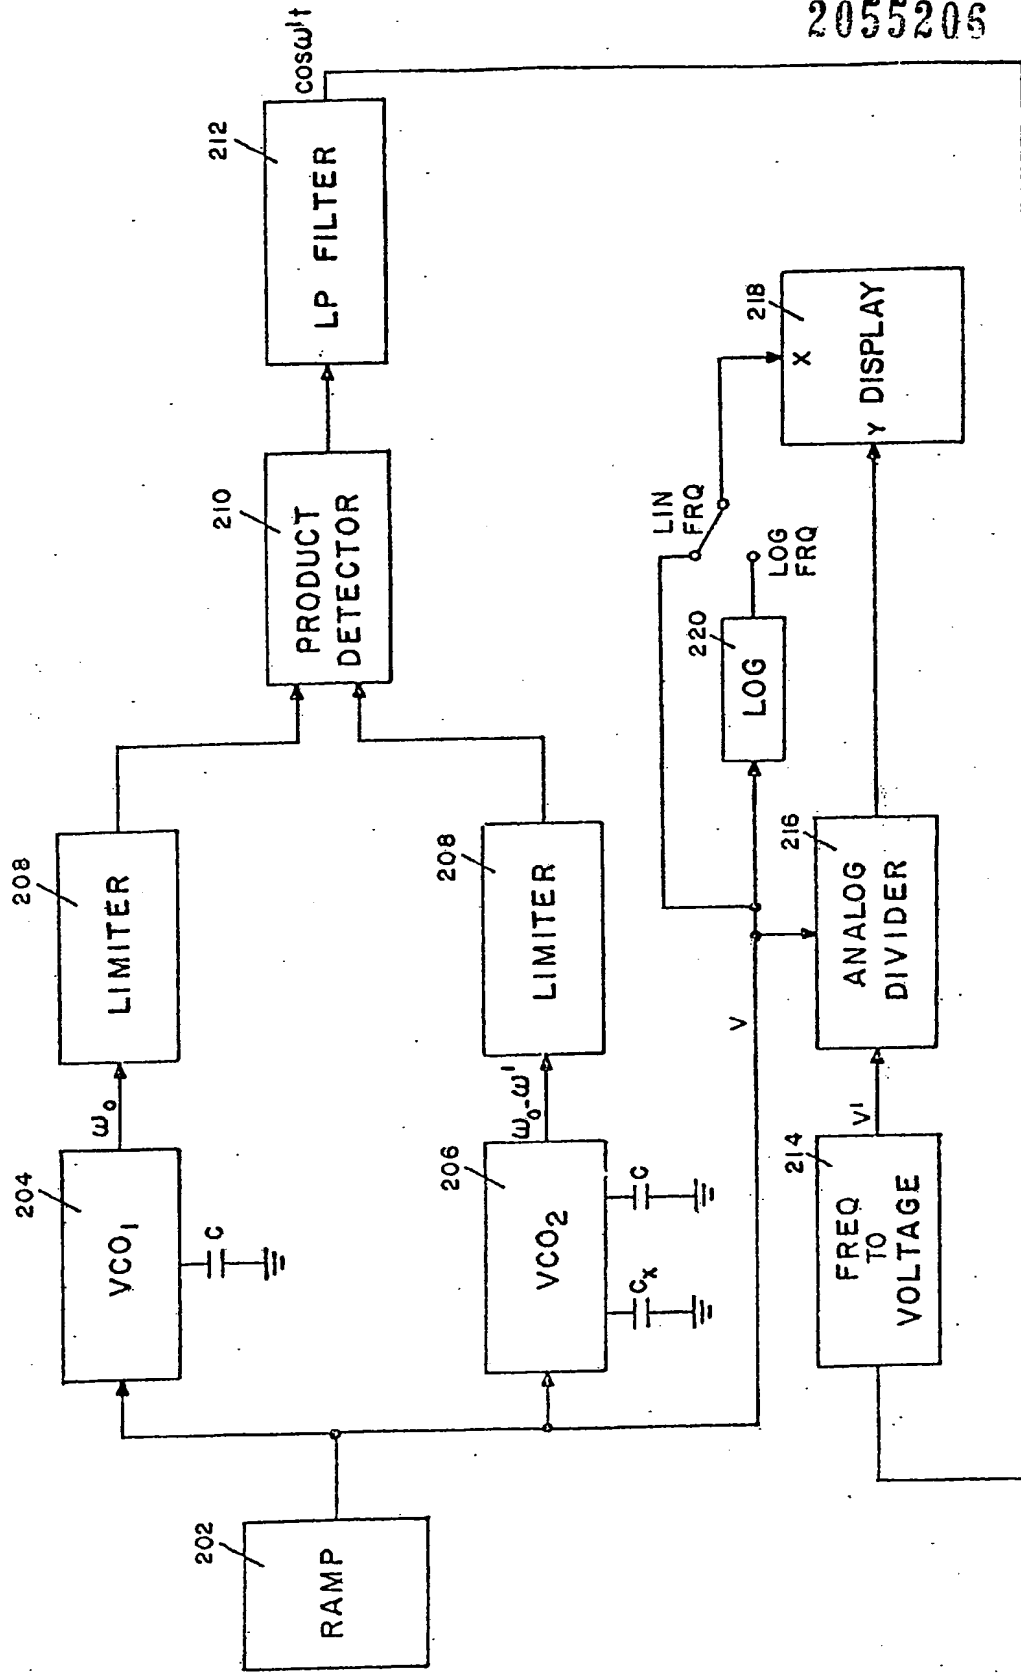 2055206
202
RAMP
204
VCO1
C
ω0
208
LIMITER
206
VCO2
Cx
C
ω0-ω'
208
LIMITER
210
PRODUCT
DETECTOR
212
LP FILTER
cosω't
V
220
LOG
LIN
FRQ
LOG
FRQ
214
FREQ
TO
VOLTAGE
V'
216
ANALOG
DIVIDER
218
X
Y DISPLAY